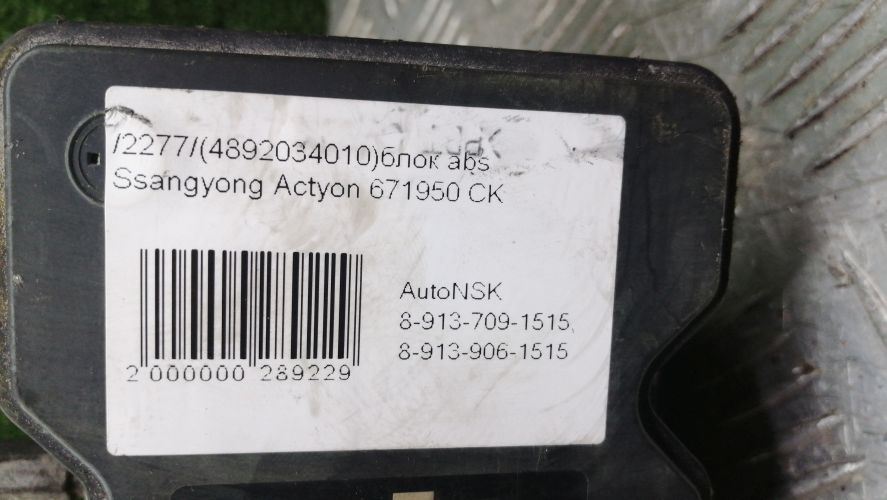 /2277/(4892034010)блок abs
Ssangyong Actyon 671950 CK
AutoNSK
8-913-709-1515,
8-913-906-1515
2 000000 289229